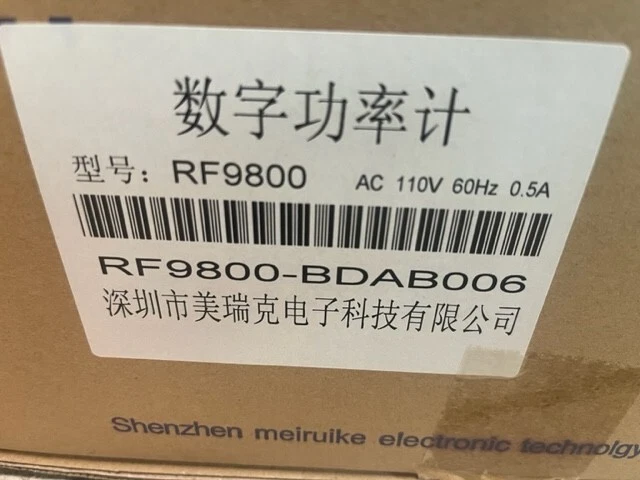 数字功率计
型号：RF9800 AC 110V 60Hz 0.5A
RF9800-BDAB006
深圳市美瑞克电子科技有限公司
Shenzhen meiruike electronic technolgy